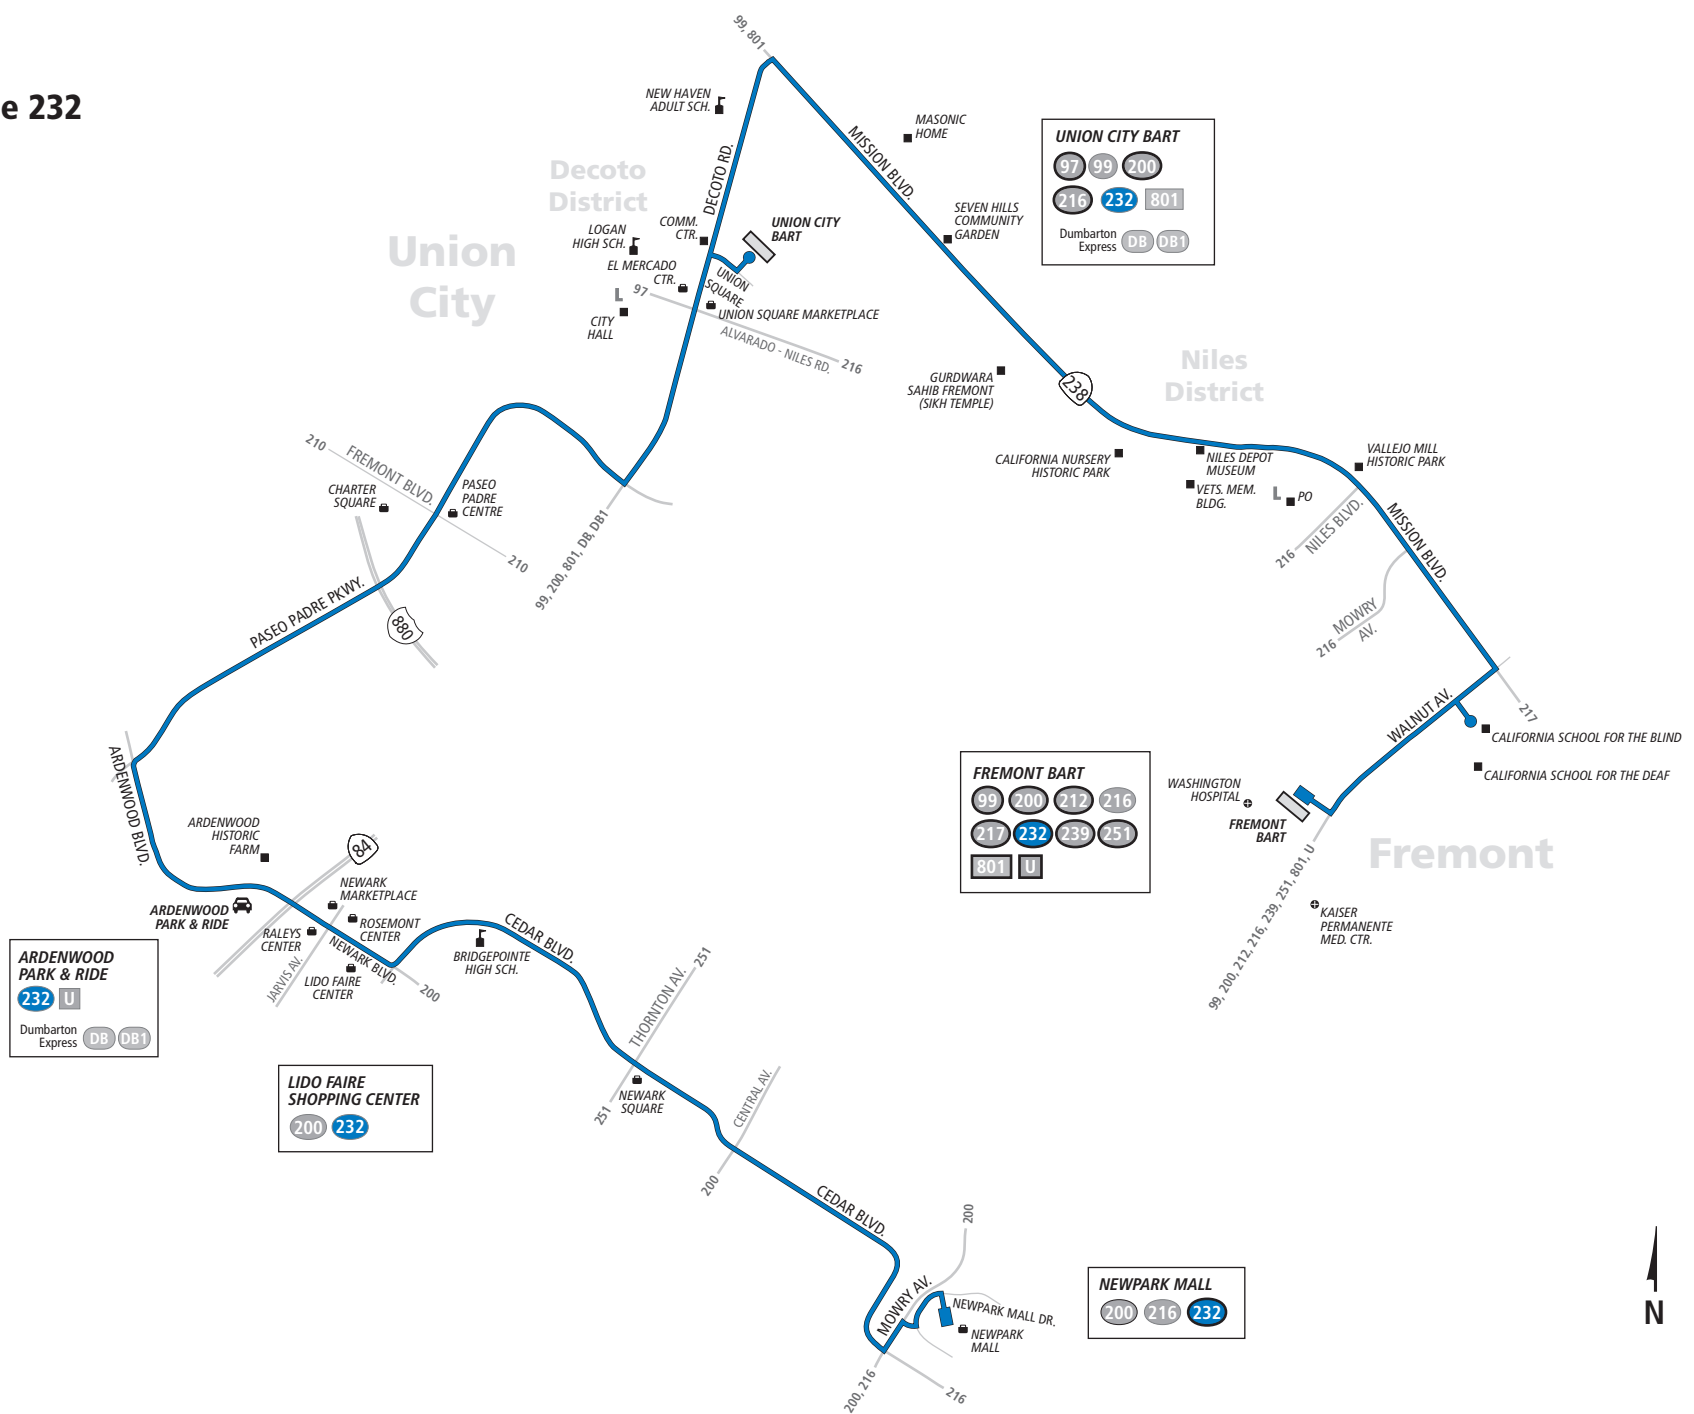 e 232
99, 801
NEW HAVEN
ADULT SCH.
MASONIC
HOME
MISSION BLVD.
DECOTO RD.
Decoto
District
UNION CITY BART
97 99 200
216 232 801
Dumbarton
Express DB DB1
SEVEN HILLS
COMMUNITY
GARDEN
COMM.
CTR.
UNION CITY
BART
LOGAN
HIGH SCH.
Union
City
EL MERCADO
CTR.
UNION
SQUARE
97
L
CITY
HALL
UNION SQUARE MARKETPLACE
ALVARADO - NILES RD.
216
GURDWARA
SAHIB FREMONT
(SIKH TEMPLE)
238
Niles
District
CALIFORNIA NURSERY
HISTORIC PARK
NILES DEPOT
MUSEUM
VETS. MEM.
BLDG.
L
PO
VALLEJO MILL
HISTORIC PARK
216
NILES BLVD.
MISSION BLVD.
216
MOWRY
AV.
210
FREMONT BLVD.
CHARTER
SQUARE
PASEO
PADRE
CENTRE
210
99, 200, 801, DB, DB1
PASEO PADRE PKWY.
880
217
WALNUT AV.
CALIFORNIA SCHOOL FOR THE BLIND
CALIFORNIA SCHOOL FOR THE DEAF
WASHINGTON
HOSPITAL
FREMONT
BART
FREMONT BART
99 200 212 216
217 232 239 251
801 U
Fremont
99, 200, 212, 216, 239, 251, 801, U
KAISER
PERMANENTE
MED. CTR.
ARDENWOOD BLVD.
ARDENWOOD
HISTORIC
FARM
84
ARDENWOOD
PARK & RIDE
NEWARK
MARKETPLACE
ROSEMONT
CENTER
RALEYS
CENTER
NEWARK BLVD.
JARVIS AV.
LIDO FAIRE
CENTER
200
CEDAR BLVD.
BRIDGEPOINTE
HIGH SCH.
ARDENWOOD
PARK & RIDE
232 U
Dumbarton
Express DB DB1
251
THORNTON AV.
251
NEWARK
SQUARE
LIDO FAIRE
SHOPPING CENTER
200 232
CENTRAL AV.
200
CEDAR BLVD.
200
MOWRY AV.
NEWPARK MALL DR.
NEWPARK
MALL
200, 216
216
NEWPARK MALL
200 216 232
N